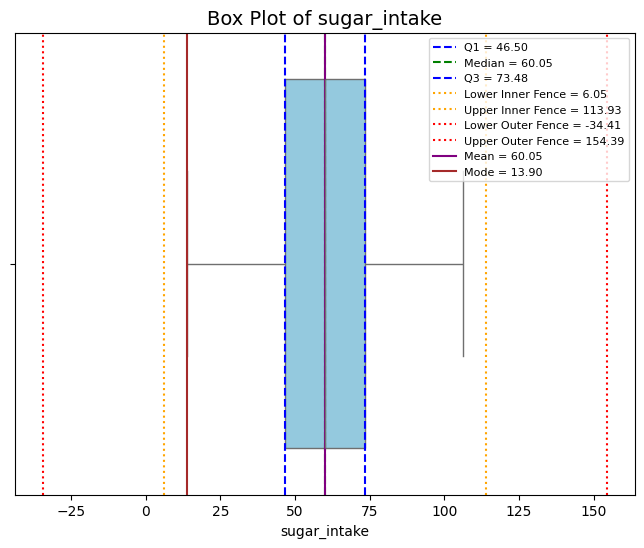 Box Plot of sugar_intake
Q1 = 46.50
Median = 60.05
Q3 = 73.48
Lower Inner Fence = 6.05
Upper Inner Fence = 113.93
Lower Outer Fence = -34.41
Upper Outer Fence = 154.39
Mean = 60.05
Mode = 13.90
−25 0 25 50 75 100 125 150
sugar_intake